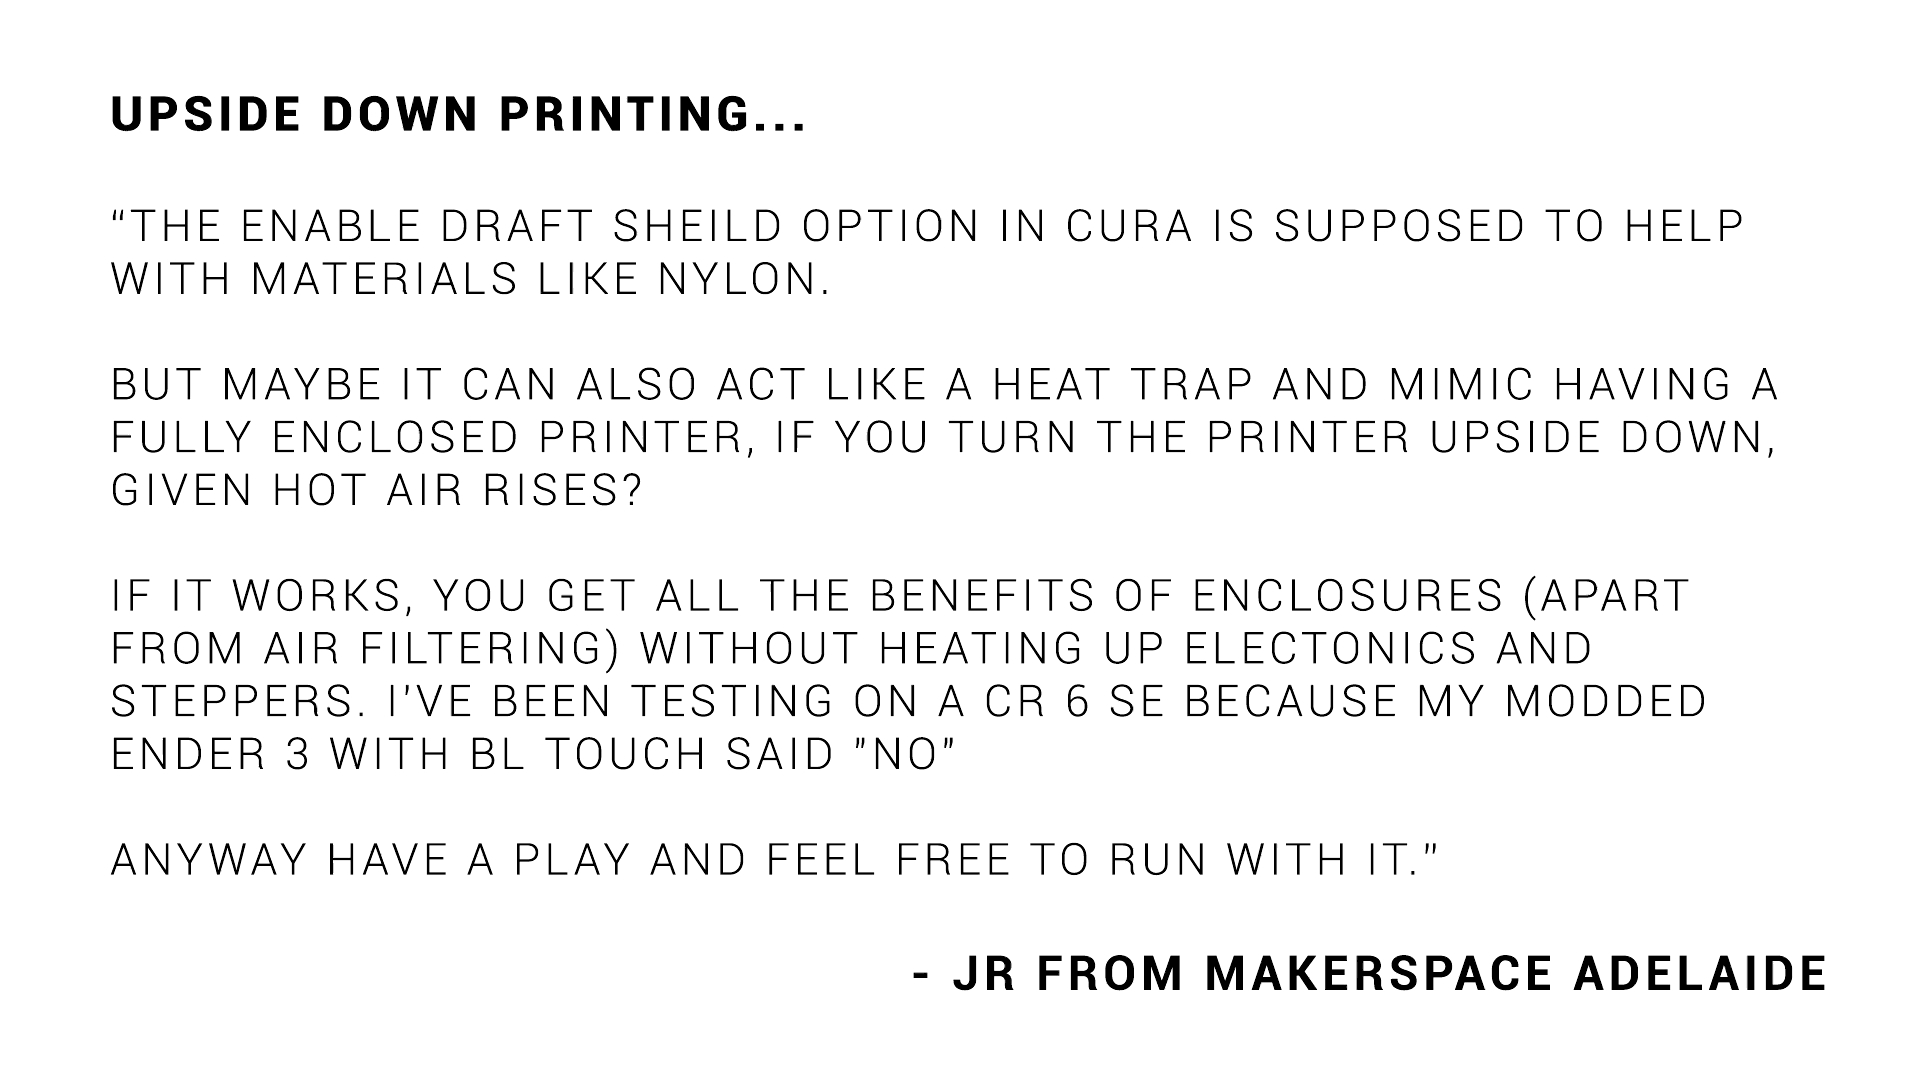 UPSIDE DOWN PRINTING...
“THE ENABLE DRAFT SHEILD OPTION IN CURA IS SUPPOSED TO HELP
WITH MATERIALS LIKE NYLON.
BUT MAYBE IT CAN ALSO ACT LIKE A HEAT TRAP AND MIMIC HAVING A
FULLY ENCLOSED PRINTER, IF YOU TURN THE PRINTER UPSIDE DOWN,
GIVEN HOT AIR RISES?
IF IT WORKS, YOU GET ALL THE BENEFITS OF ENCLOSURES (APART
FROM AIR FILTERING) WITHOUT HEATING UP ELECTONICS AND
STEPPERS. I'VE BEEN TESTING ON A CR 6 SE BECAUSE MY MODDED
ENDER 3 WITH BL TOUCH SAID "NO"
ANYWAY HAVE A PLAY AND FEEL FREE TO RUN WITH IT.”
- JR FROM MAKERSPACE ADELAIDE